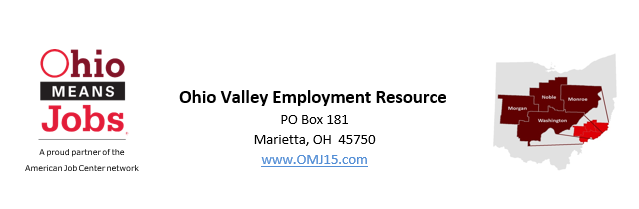 Ohio
MEANS
Jobs®
A proud partner of the
American Job Center network
Ohio Valley Employment Resource
PO Box 181
Marietta, OH  45750
www.OMJ15.com
Noble
Monroe
Morgan
Washington